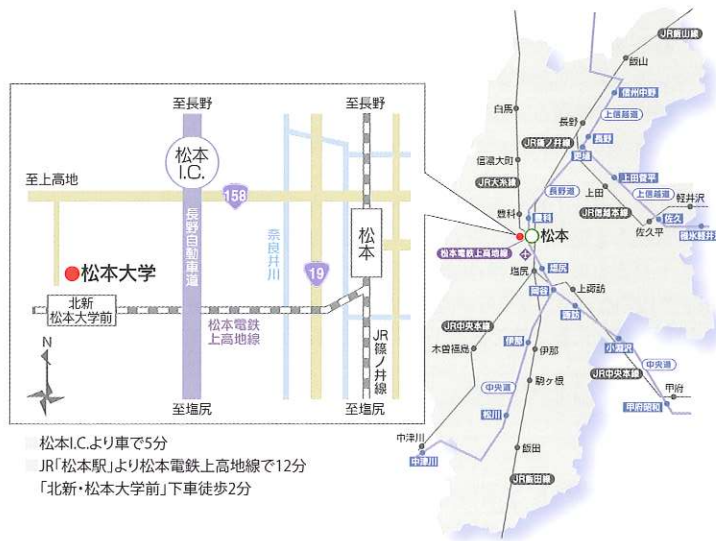 至長野
至長野
松本
I.C.
至上高地
158
長野自動車道
奈良井川
19
松本
松本大学
北新
松本大学前
松本電鉄
上高地線
JR篠ノ井線
N
至塩尻
至塩尻
松本I.C.より車で5分
JR「松本駅」より松本電鉄上高地線で12分
「北新・松本大学前」下車徒歩2分
JR飯山線
飯山
信州中野
上信越道
白馬
長野
長野
JR篠ノ井線
更埴
信濃大町
上田菅平
JR大糸線
長野道
上田
上信越道
軽井沢
豊科
豊科
JR信越本線
佐久
佐久平
碓氷軽井沢
松本
松本電鉄上高地線
塩尻
塩尻
上諏訪
岡谷
諏訪
JR中央本線
小淵沢
木曽福島
伊那
伊那
中央道
JR中央本線
甲府
駒ヶ根
中央道
甲府昭和
松川
中津川
中津川
飯田
JR飯田線